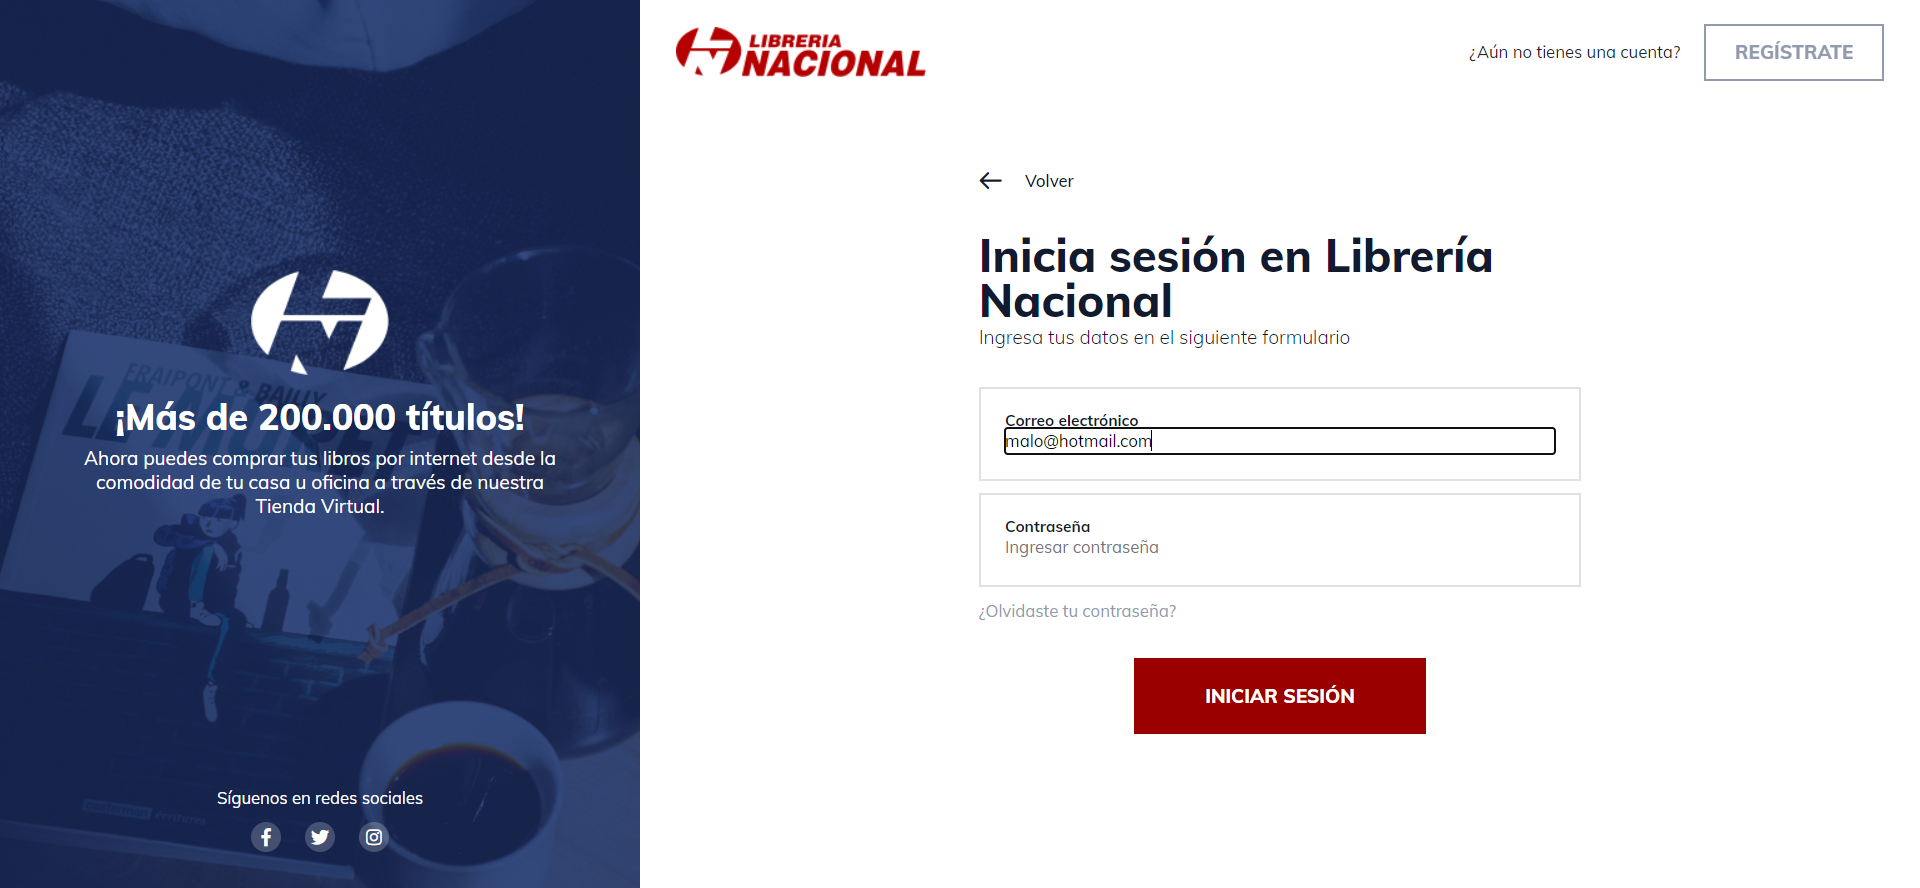 FRAIPONT & BAILLY
¡Más de 200.000 títulos!
Ahora puedes comprar tus libros por internet desde la
comodidad de tu casa u oficina a través de nuestra
Tienda Virtual.
Síguenos en redes sociales
LIBRERIA
NACIONAL
¿Aún no tienes una cuenta?
REGÍSTRATE
Volver
Inicia sesión en Librería
Nacional
Ingresa tus datos en el siguiente formulario
Correo electrónico
malo@hotmail.com
Contraseña
Ingresar contraseña
¿Olvidaste tu contraseña?
INICIAR SESIÓN